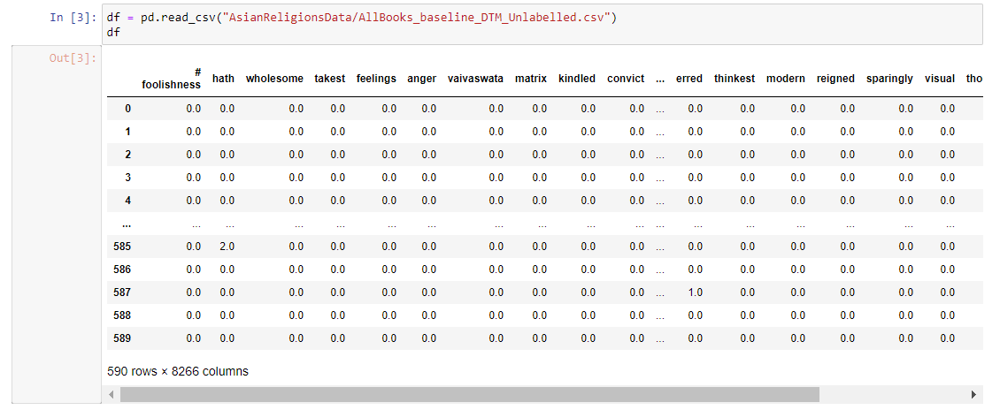 In [3]: df = pd.read_csv("AsianReligionsData/AllBooks_baseline_DTM_Unlabelled.csv")
df
Out[3]:
# foolishness hath wholesome takest feelings anger vaivaswata matrix kindled convict ... erred thinkest modern reigned sparingly visual tho
0 0.0 0.0 0.0 0.0 0.0 0.0 0.0 0.0 0.0 0.0 ... 0.0 0.0 0.0 0.0 0.0 0.0
1 0.0 0.0 0.0 0.0 0.0 0.0 0.0 0.0 0.0 0.0 ... 0.0 0.0 0.0 0.0 0.0 0.0
2 0.0 0.0 0.0 0.0 0.0 0.0 0.0 0.0 0.0 0.0 ... 0.0 0.0 0.0 0.0 0.0 0.0
3 0.0 0.0 0.0 0.0 0.0 0.0 0.0 0.0 0.0 0.0 ... 0.0 0.0 0.0 0.0 0.0 0.0
4 0.0 0.0 0.0 0.0 0.0 0.0 0.0 0.0 0.0 0.0 ... 0.0 0.0 0.0 0.0 0.0 0.0
... ... ... ... ... ... ... ... ... ... ... ... ... ... ... ... ... ...
585 0.0 2.0 0.0 0.0 0.0 0.0 0.0 0.0 0.0 0.0 ... 0.0 0.0 0.0 0.0 0.0 0.0
586 0.0 0.0 0.0 0.0 0.0 0.0 0.0 0.0 0.0 0.0 ... 0.0 0.0 0.0 0.0 0.0 0.0
587 0.0 0.0 0.0 0.0 0.0 0.0 0.0 0.0 0.0 0.0 ... 1.0 0.0 0.0 0.0 0.0 0.0
588 0.0 0.0 0.0 0.0 0.0 0.0 0.0 0.0 0.0 0.0 ... 0.0 0.0 0.0 0.0 0.0 0.0
589 0.0 0.0 0.0 0.0 0.0 0.0 0.0 0.0 0.0 0.0 ... 0.0 0.0 0.0 0.0 0.0 0.0
590 rows × 8266 columns